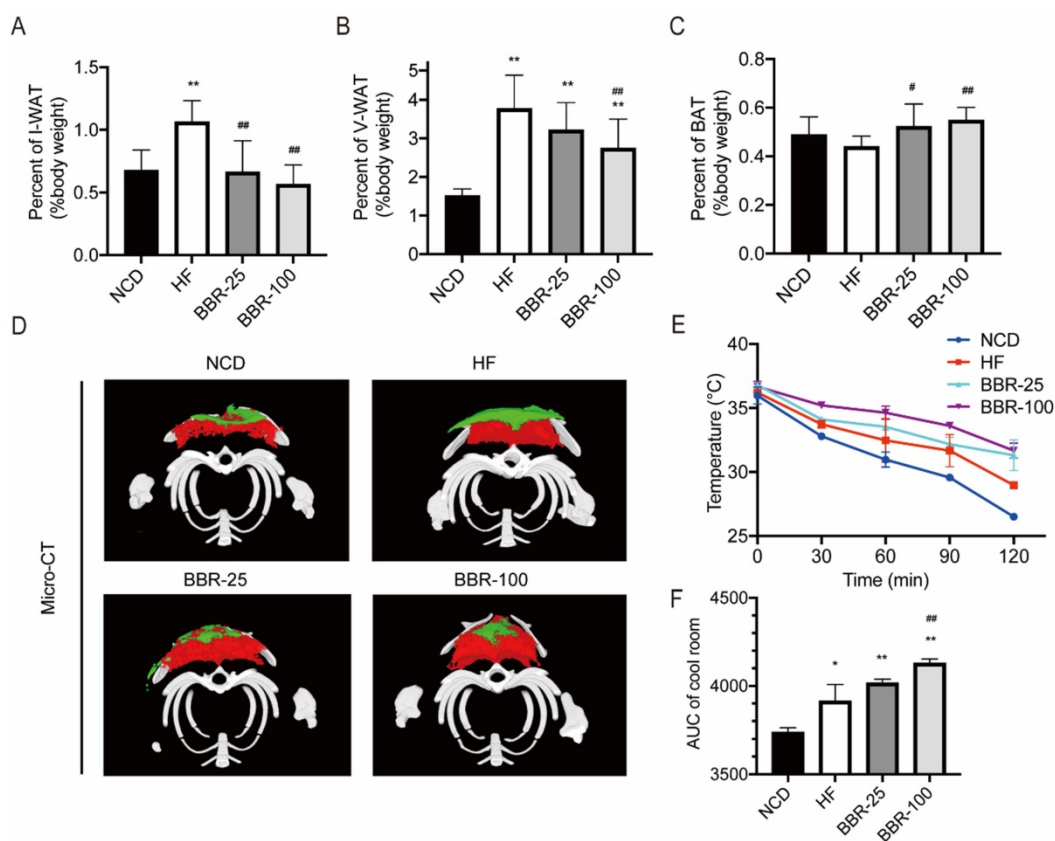 A
Percent of I-WAT
(%body weight)
1.5
1.0
0.5
0.0
**
##
##
NCD
HF
BBR-25
BBR-100
B
Percent of V-WAT
(%body weight)
5
4
3
2
1
0
**
**
##
**
NCD
HF
BBR-25
BBR-100
C
Percent of BAT
(%body weight)
0.8
0.6
0.4
0.2
0.0
#
##
NCD
HF
BBR-25
BBR-100
D
Micro-CT
NCD
HF
BBR-25
BBR-100
E
Temperature (°C)
40
35
30
25
0
30
60
90
120
Time (min)
NCD
HF
BBR-25
BBR-100
F
AUC of cool room
4500
4000
3500
*
**
##
**
NCD
HF
BBR-25
BBR-100